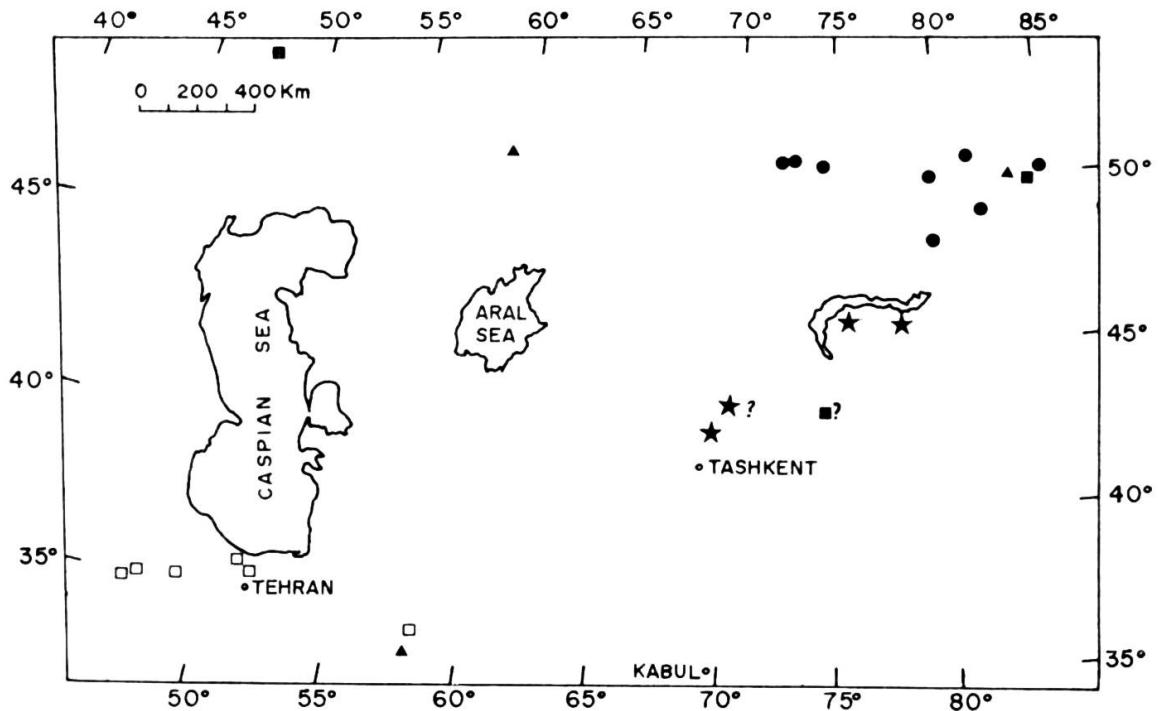 40° 45° 50° 55° 60° 65° 70° 75° 80° 85°
0 200 400 Km
50°
45°
ARAL
SEA
45°
CASPIAN SEA
40°
?
?
TASHKENT
40°
35°
TEHRAN
KABUL
35°
50° 55° 60° 65° 70° 75° 80°